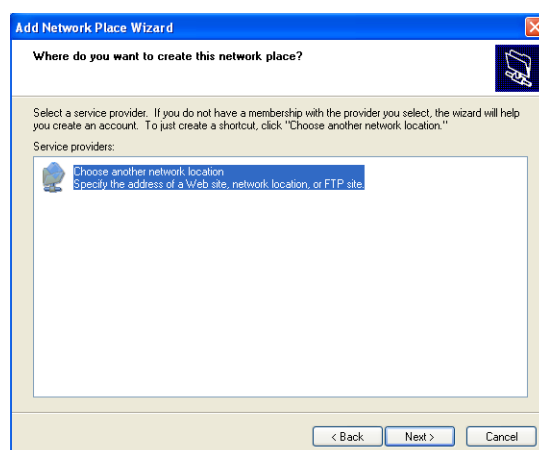 Add Network Place Wizard
Where do you want to create this network place?
Select a service provider. If you do not have a membership with the provider you select, the wizard will help
you create an account. To just create a shortcut, click "Choose another network location."
Service providers:
Choose another network location
Specify the address of a Web site, network location, or FTP site.
< Back Next > Cancel